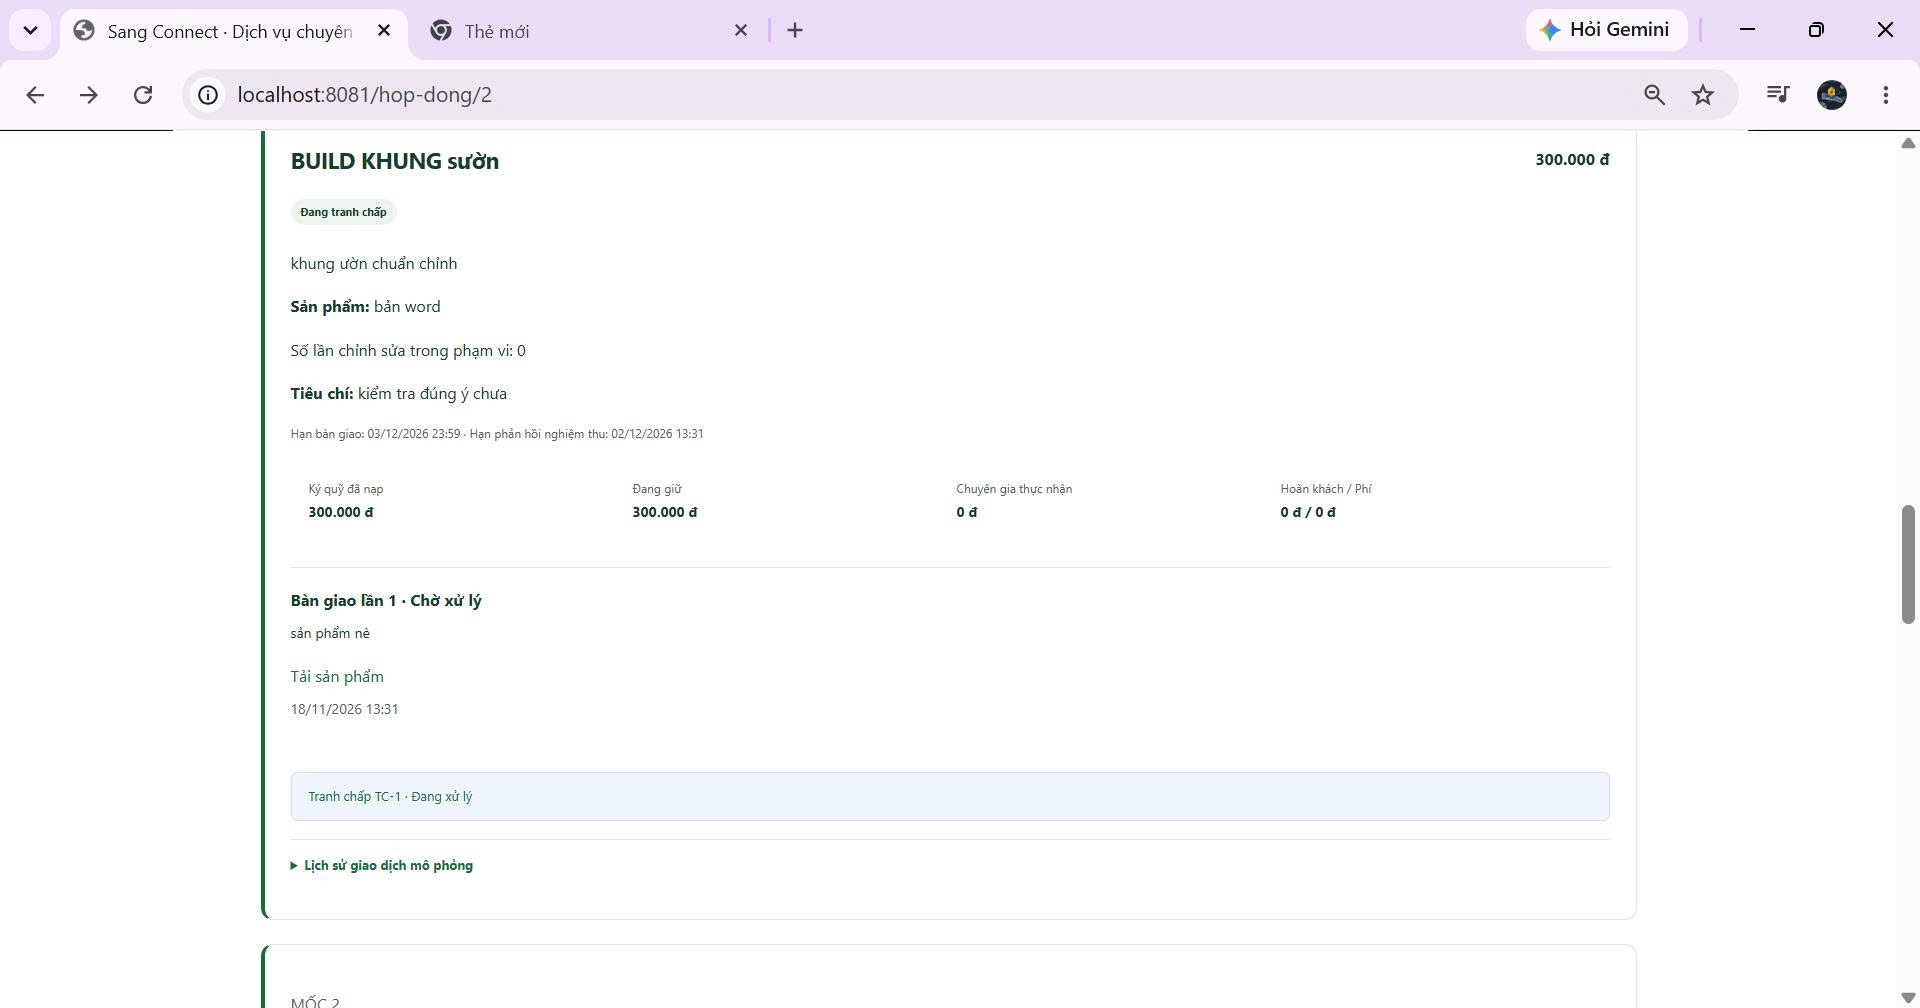 Sang Connect · Dịch vụ chuyên
Thẻ mới
Hỏi Gemini
localhost:8081/hop-dong/2
BUILD KHUNG sườn
300.000 đ
Đang tranh chấp
khung ườn chuẩn chỉnh
Sản phẩm: bản word
Số lần chỉnh sửa trong phạm vi: 0
Tiêu chí: kiểm tra đúng ý chưa
Hạn bàn giao: 03/12/2026 23:59 · Hạn phản hồi nghiệm thu: 02/12/2026 13:31
Ký quỹ đã nạp
300.000 đ
Đang giữ
300.000 đ
Chuyên gia thực nhận
0 đ
Hoàn khách / Phí
0 đ / 0 đ
Bàn giao lần 1 · Chờ xử lý
sản phẩm nè
Tải sản phẩm
18/11/2026 13:31
Tranh chấp TC-1 · Đang xử lý
Lịch sử giao dịch mô phỏng
MỐC 2